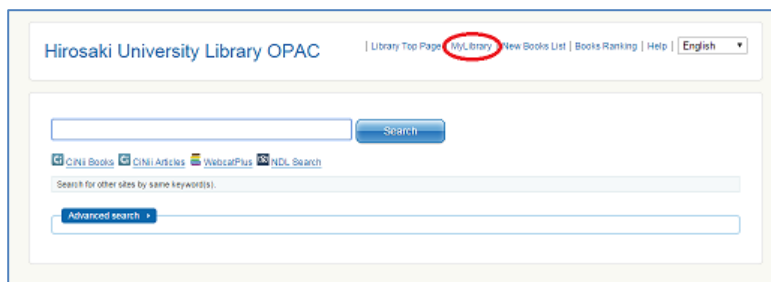 Hirosaki University Library OPAC
| Library Top Page | MyLibrary | New Books List | Books Ranking | Help | English
Search
CiNii Books CiNii Articles WebcatPlus NDL Search
Search for other sites by same keyword(s).
Advanced search